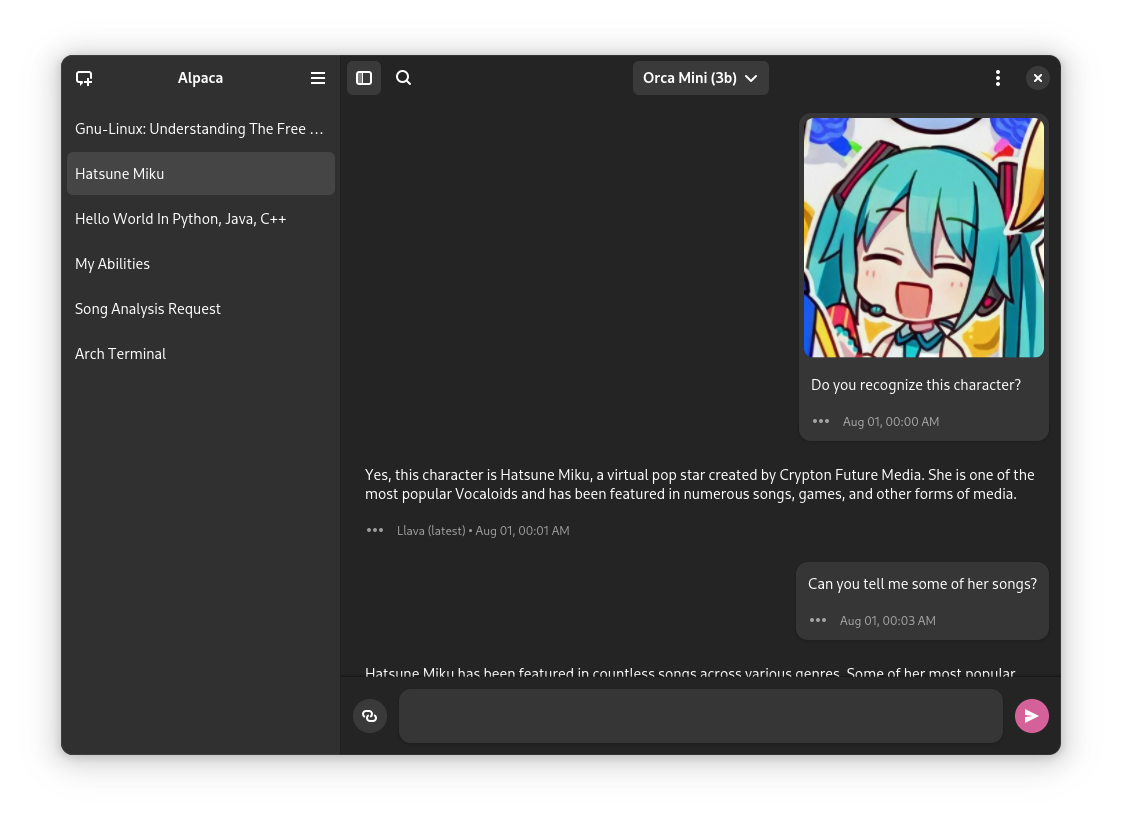 Alpaca
Gnu-Linux: Understanding The Free …
Hatsune Miku
Hello World In Python, Java, C++
My Abilities
Song Analysis Request
Arch Terminal
Orca Mini (3b)
Do you recognize this character?
Aug 01, 00:00 AM
Yes, this character is Hatsune Miku, a virtual pop star created by Crypton Future Media. She is one of the
most popular Vocaloids and has been featured in numerous songs, games, and other forms of media.
Llava (latest) • Aug 01, 00:01 AM
Can you tell me some of her songs?
Aug 01, 00:03 AM
Hatsune Miku has been featured in countless songs across various genres. Some of her most popular